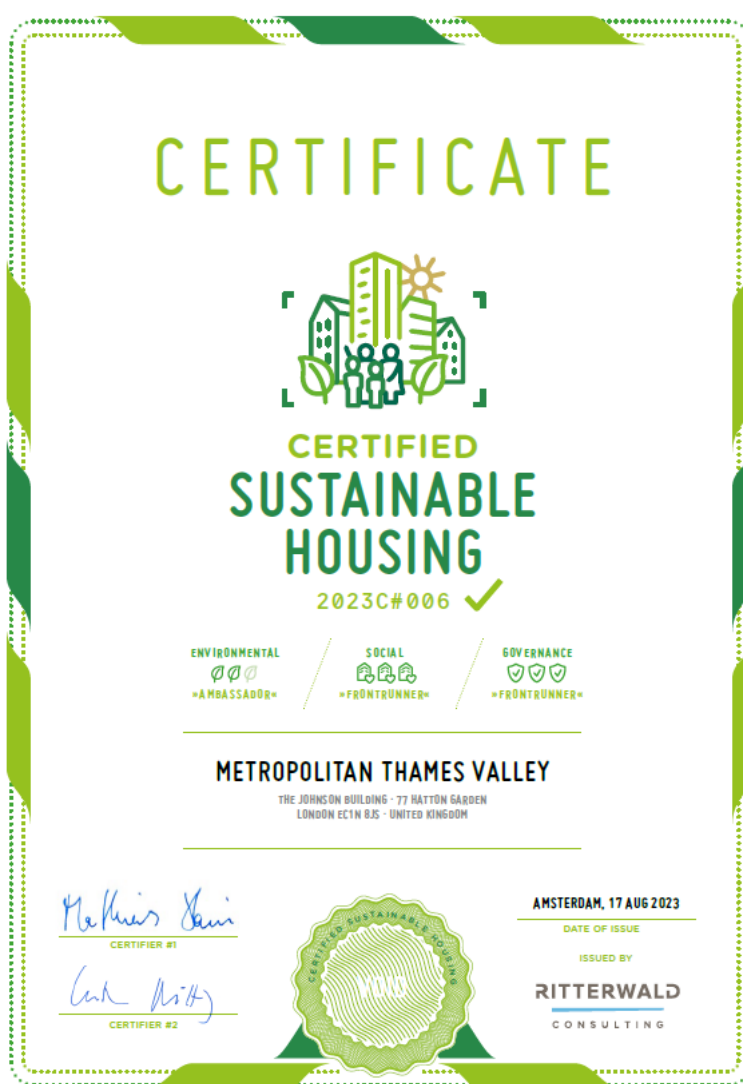 CERTIFICATE
CERTIFIED
SUSTAINABLE
HOUSING
2023C#006
ENVIRONMENTAL
»AMBASSADOR«
SOCIAL
»FRONTRUNNER«
GOVERNANCE
»FRONTRUNNER«
METROPOLITAN THAMES VALLEY
THE JOHNSON BUILDING · 77 HATTON GARDEN
LONDON EC1N 8JS · UNITED KINGDOM
CERTIFIER #1
CERTIFIER #2
CERTIFIED SUSTAINABLE HOUSING
VOID
AMSTERDAM, 17 AUG 2023
DATE OF ISSUE
ISSUED BY
RITTERWALD
CONSULTING